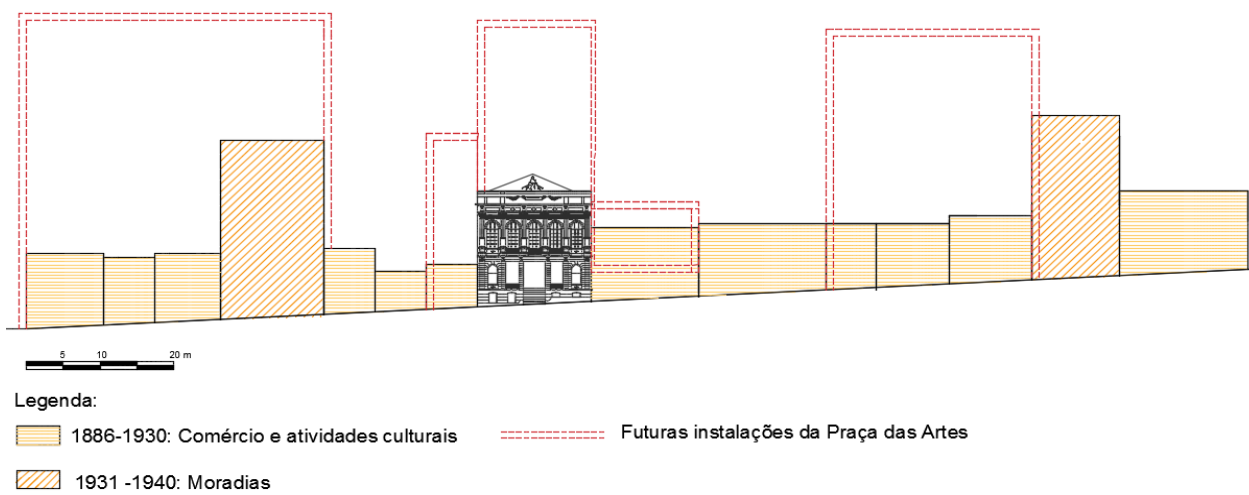 5 10 20 m
Legenda:
1886-1930: Comércio e atividades culturais
Futuras instalações da Praça das Artes
1931 -1940: Moradias